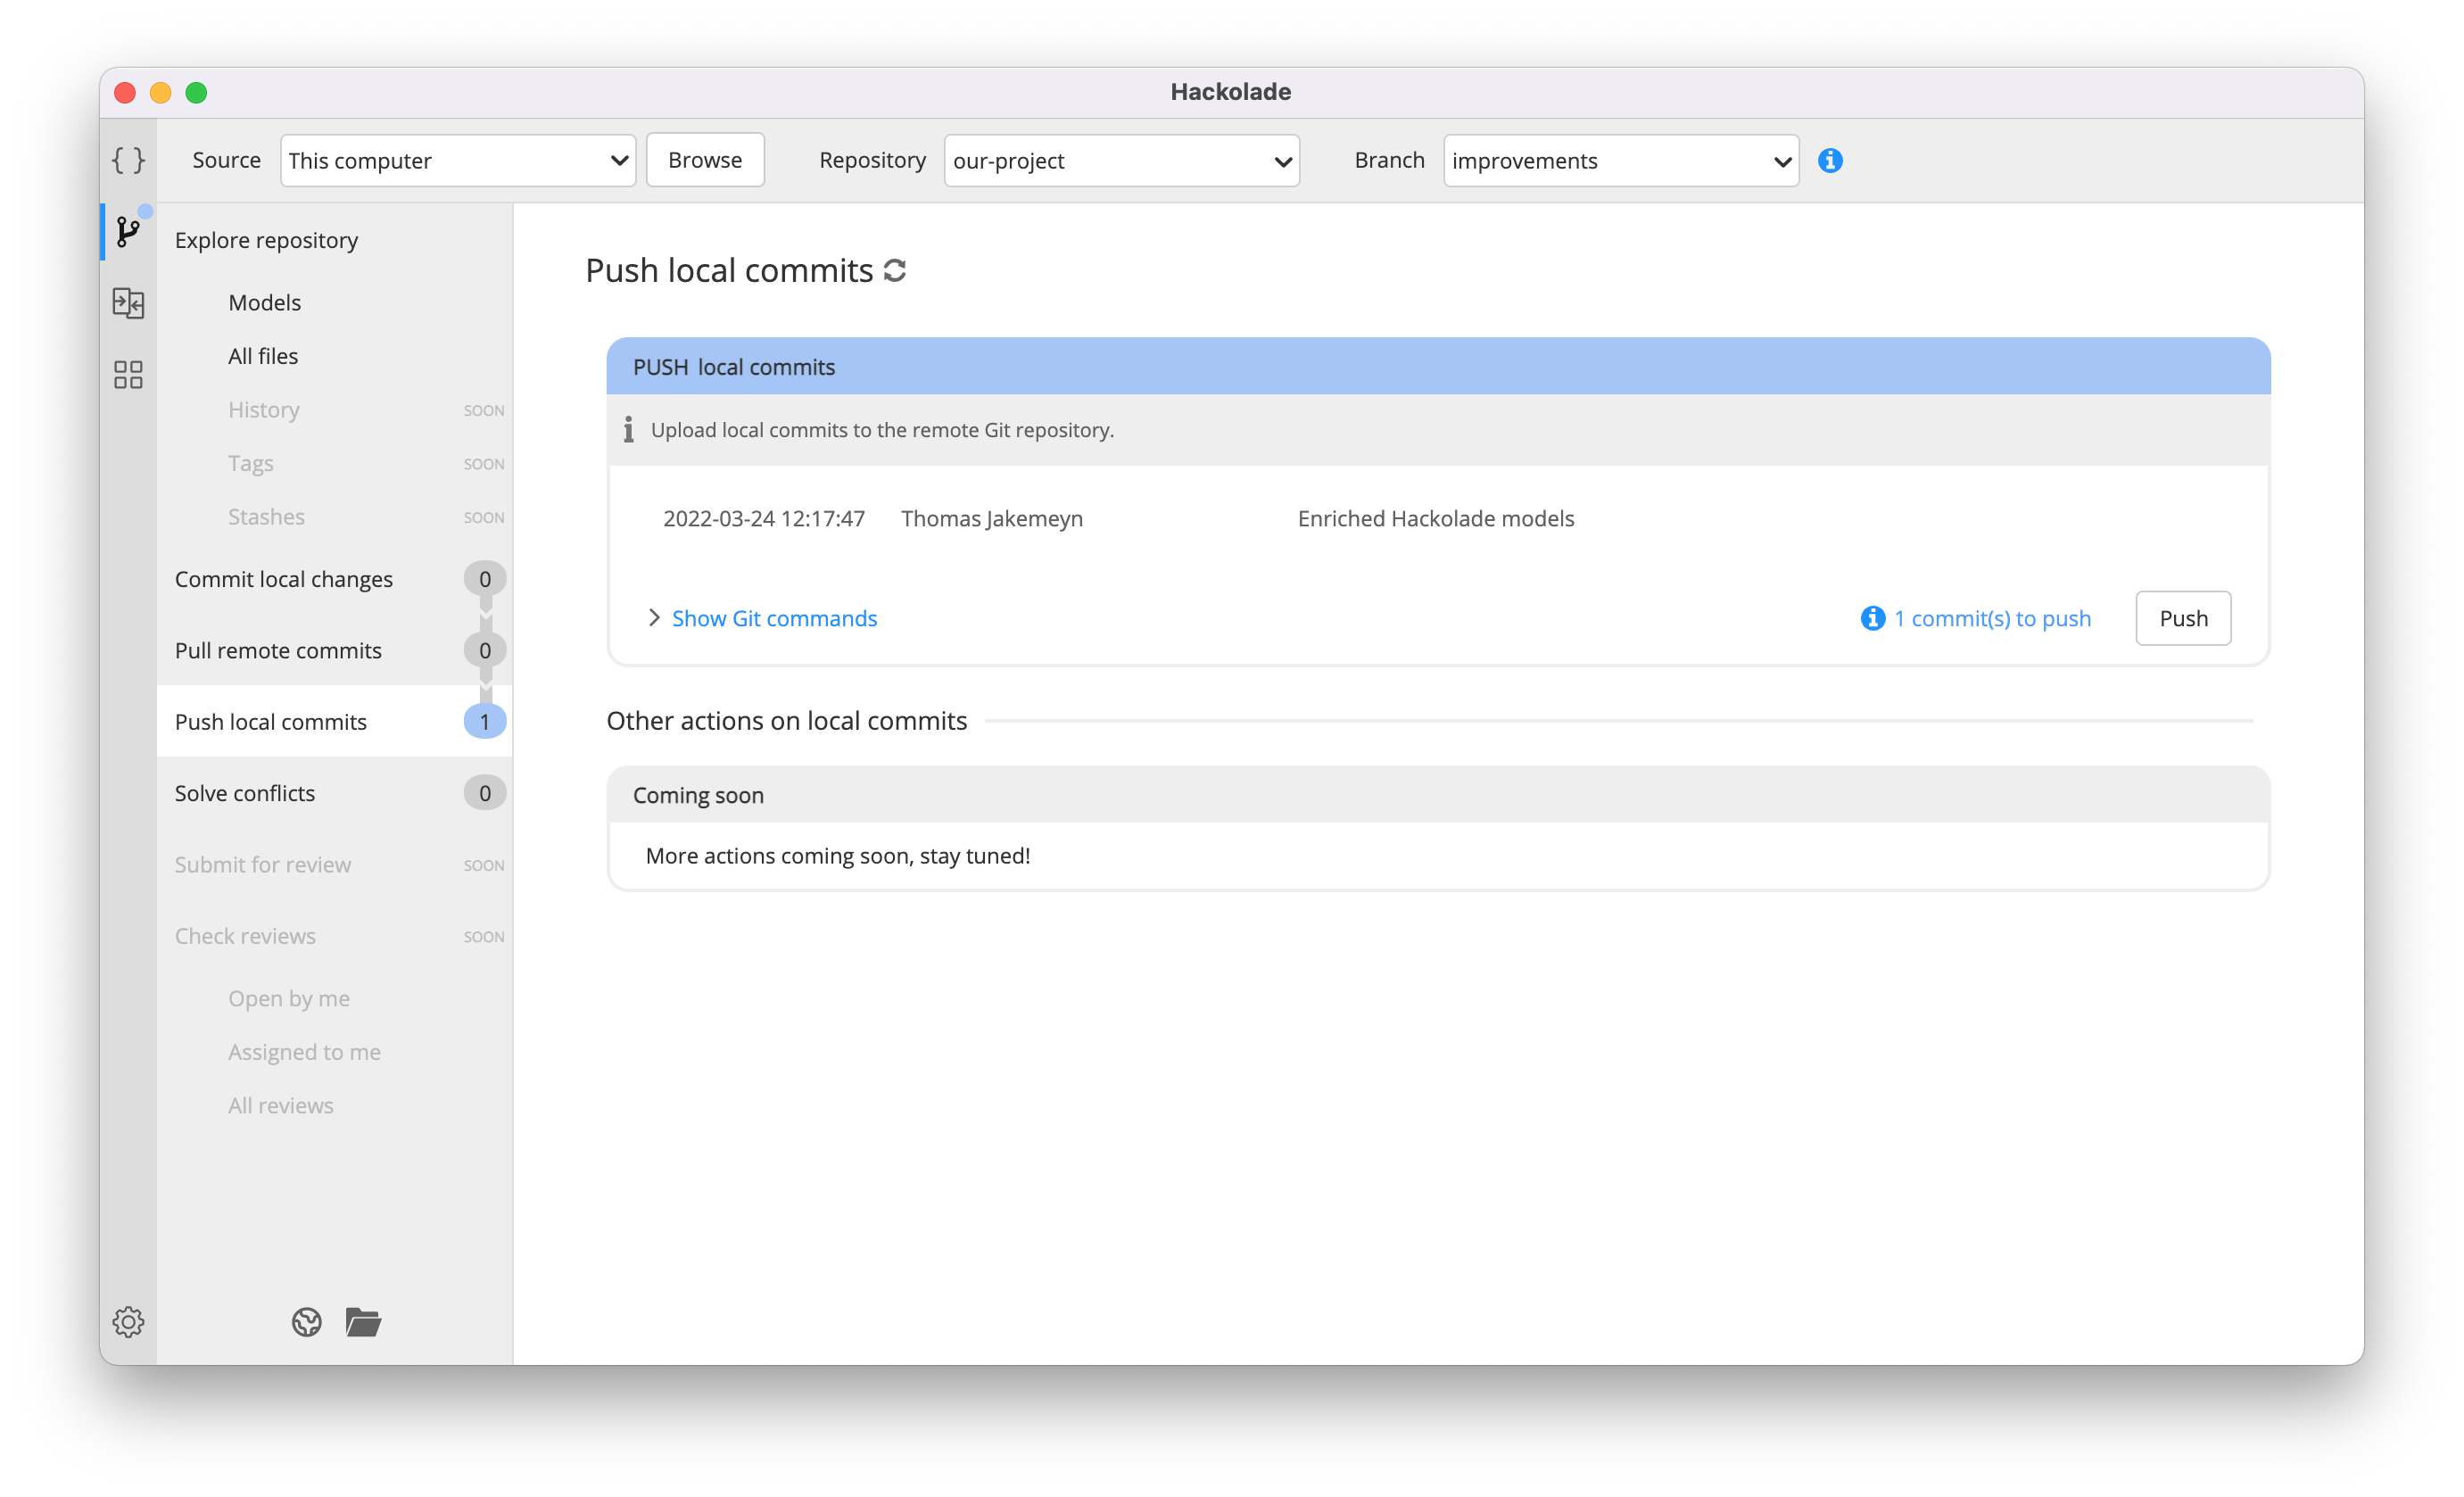 Hackolade
Source This computer Browse Repository our-project Branch improvements
Explore repository
Models
All files
History SOON
Tags SOON
Stashes SOON
Commit local changes 0
Pull remote commits 0
Push local commits 1
Solve conflicts 0
Submit for review SOON
Check reviews SOON
Open by me
Assigned to me
All reviews
Push local commits
PUSH local commits
Upload local commits to the remote Git repository.
2022-03-24 12:17:47 Thomas Jakemeyn Enriched Hackolade models
Show Git commands 1 commit(s) to push Push
Other actions on local commits
Coming soon
More actions coming soon, stay tuned!